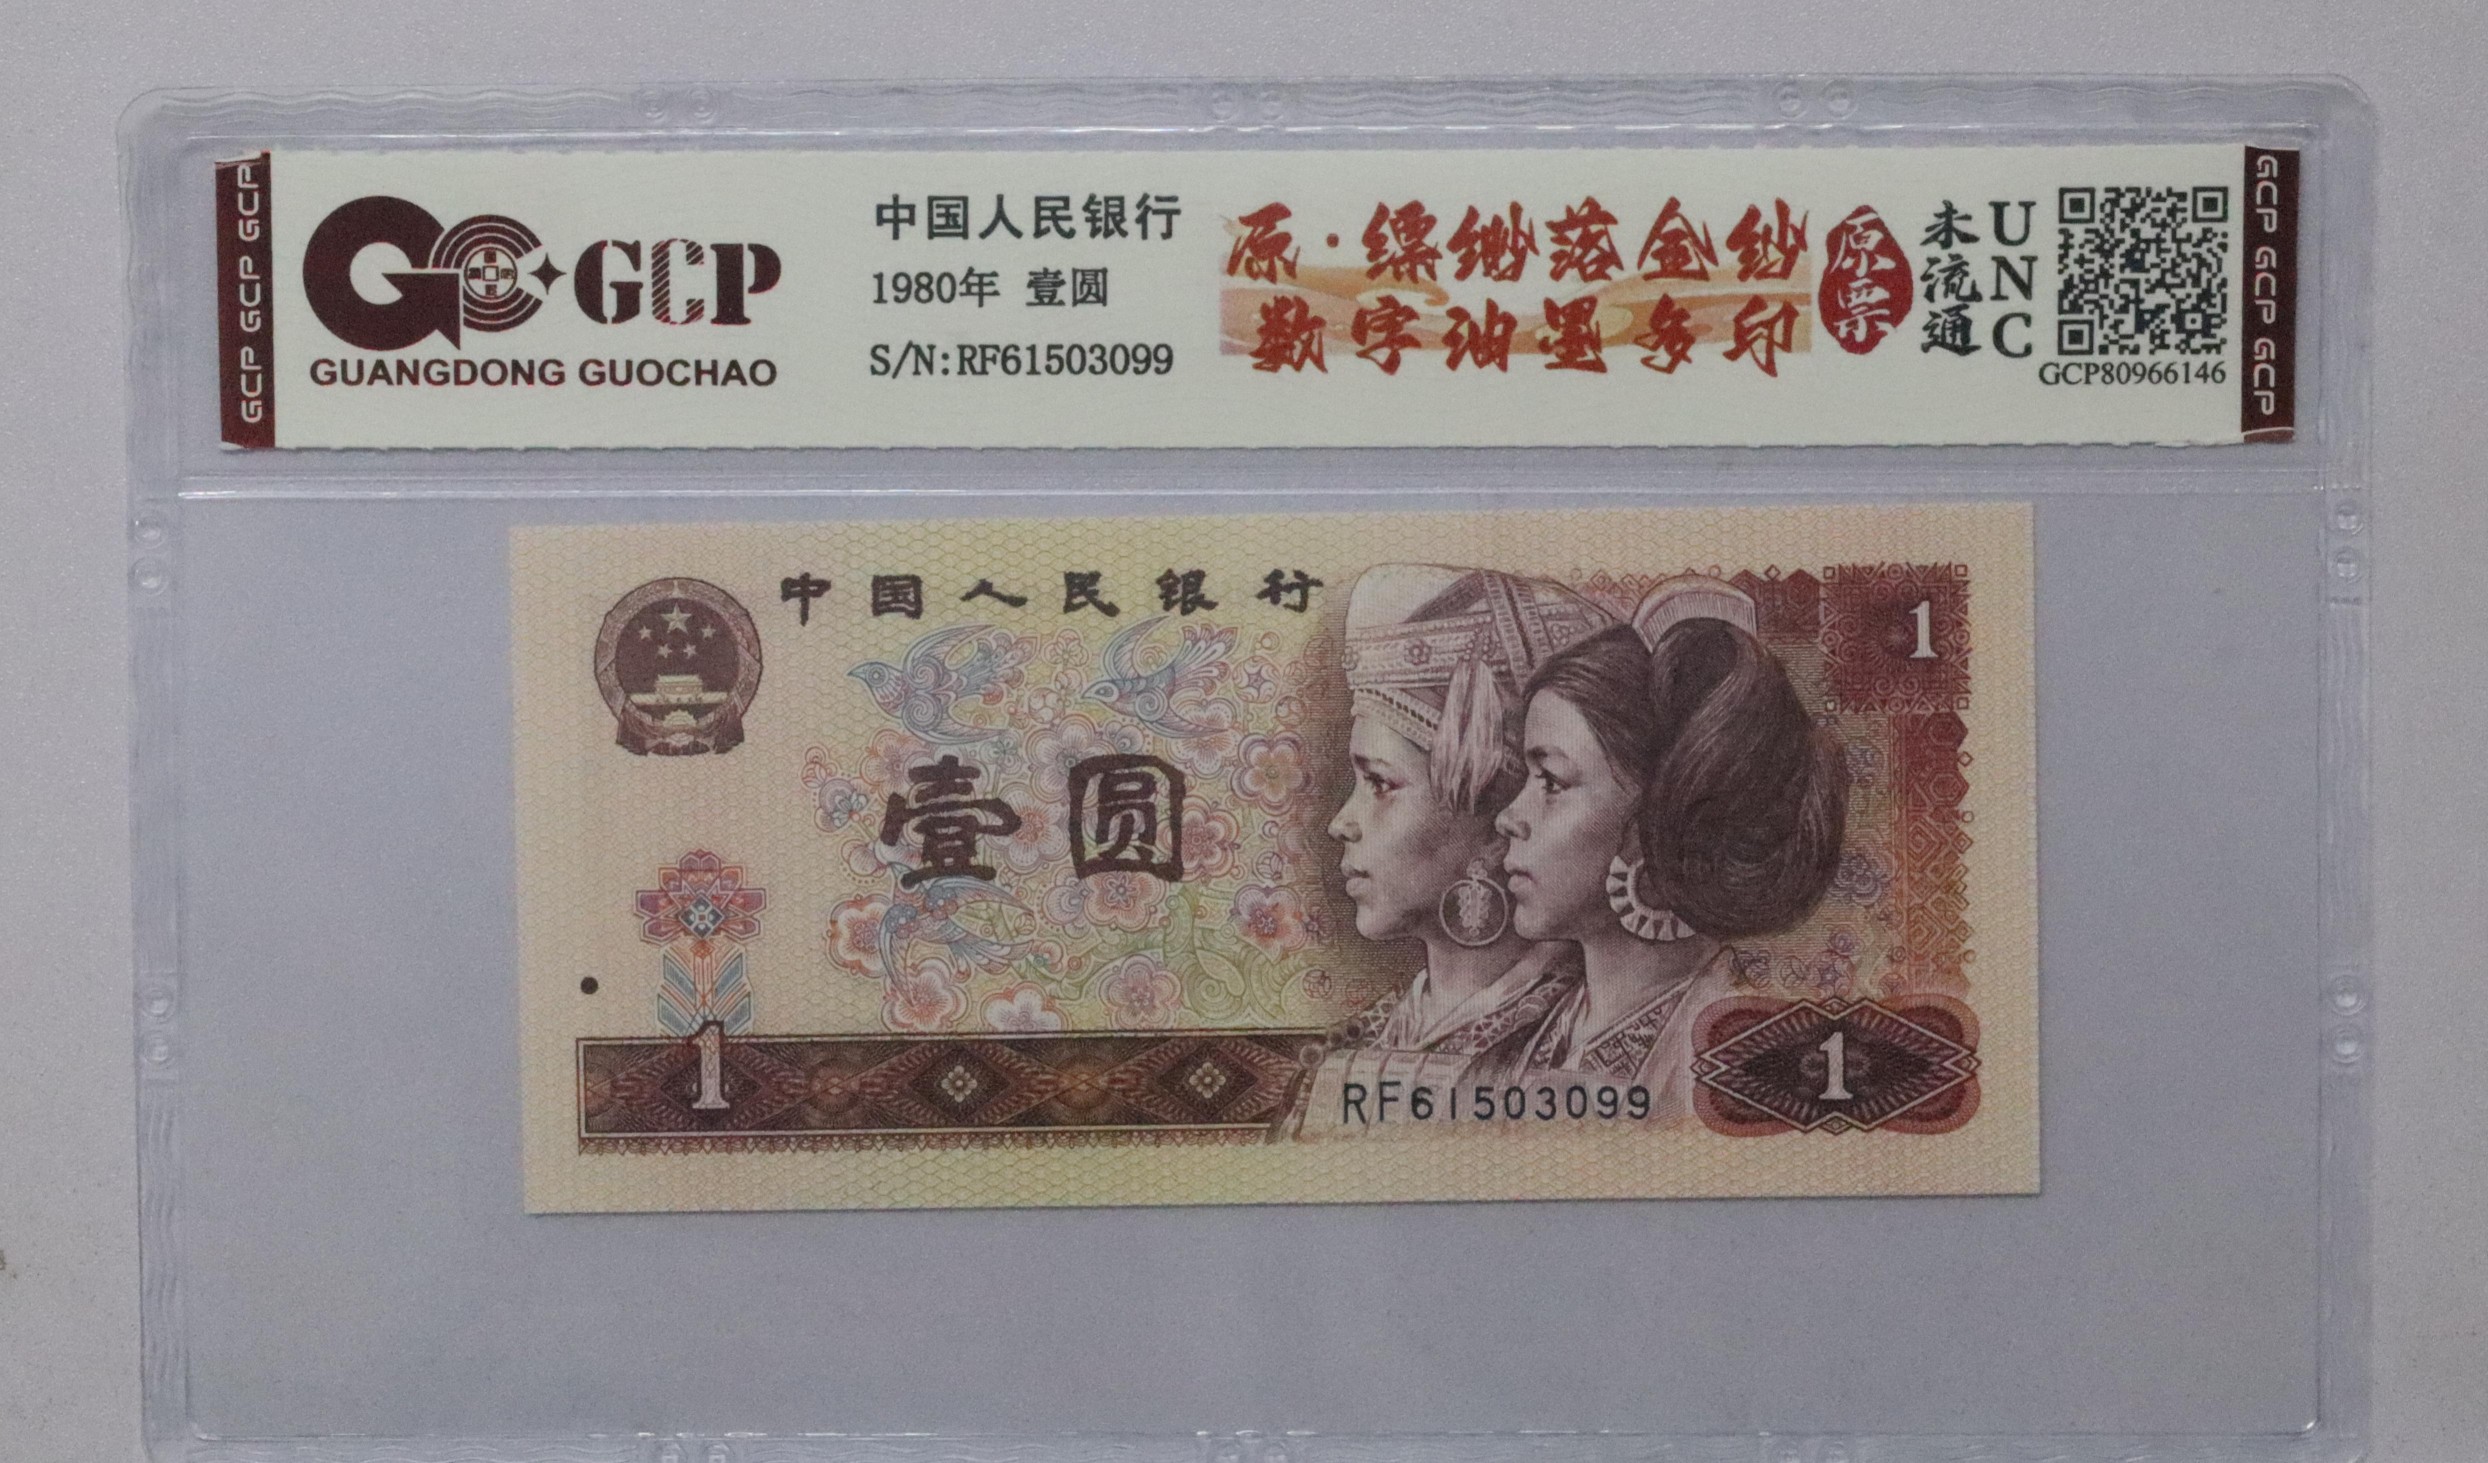 GCP GCP GCP
GCP
GUANGDONG GUOCHAO
中国人民银行
1980年 壹圆
S/N:RF61503099
原·缥缈落金纱
数字油墨多印
原票
未流通
UNC
GCP80966146
GCP GCP GCP
中国人民银行
1
壹圆
1
1
RF61503099